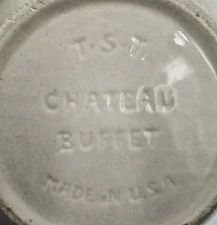 T·S·T.
CHATEAU
BUFFET
MADE IN U.S.A.